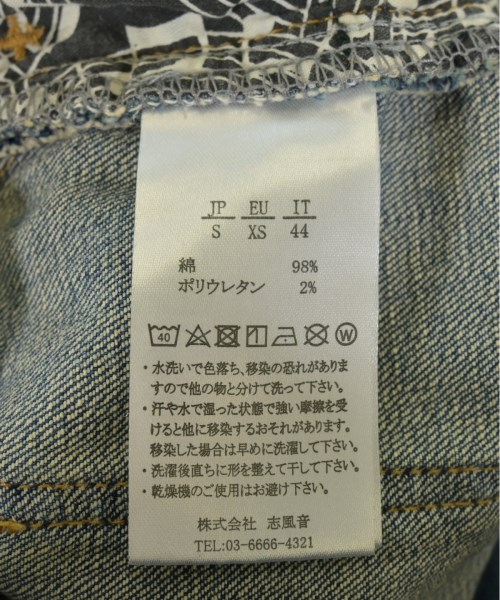 JP EU IT
S XS 44
綿 98%
ポリウレタン 2%
40 W
・水洗いで色落ち、移染の恐れがありま
すので他の物と分けて洗って下さい。
・汗や水で湿った状態で強い摩擦を受
けると他に移染するおそれがあります。
移染した場合は早めに洗濯して下さい。
・洗濯後直ちに形を整えて干して下さい。
・乾燥機のご使用はお避け下さい。
株式会社 志風音
TEL:03-6666-4321